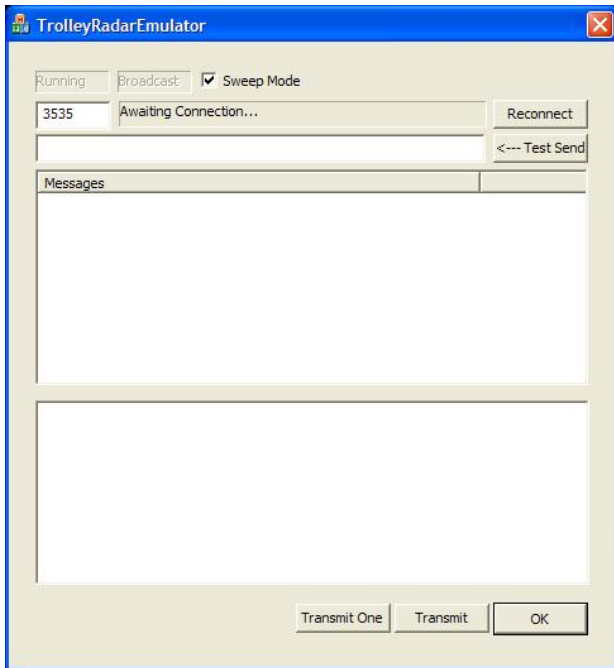 TrolleyRadarEmulator
Running Broadcast Sweep Mode
3535 Awaiting Connection... Reconnect
<--- Test Send
Messages
Transmit One Transmit OK